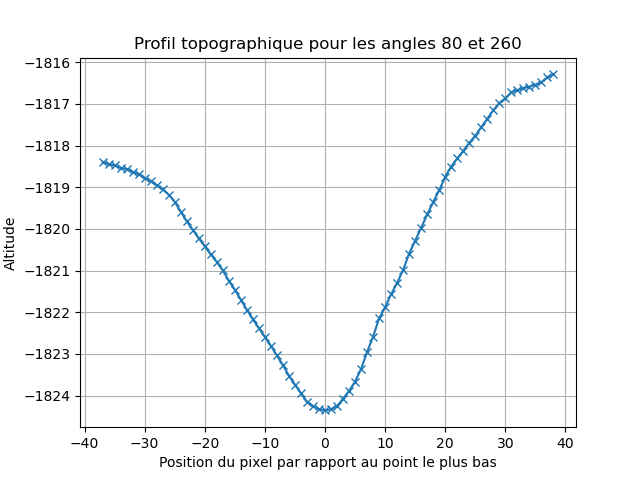 Profil topographique pour les angles 80 et 260
−1816
−1817
−1818
−1819
−1820
−1821
−1822
−1823
−1824
Altitude
−40 −30 −20 −10 0 10 20 30 40
Position du pixel par rapport au point le plus bas